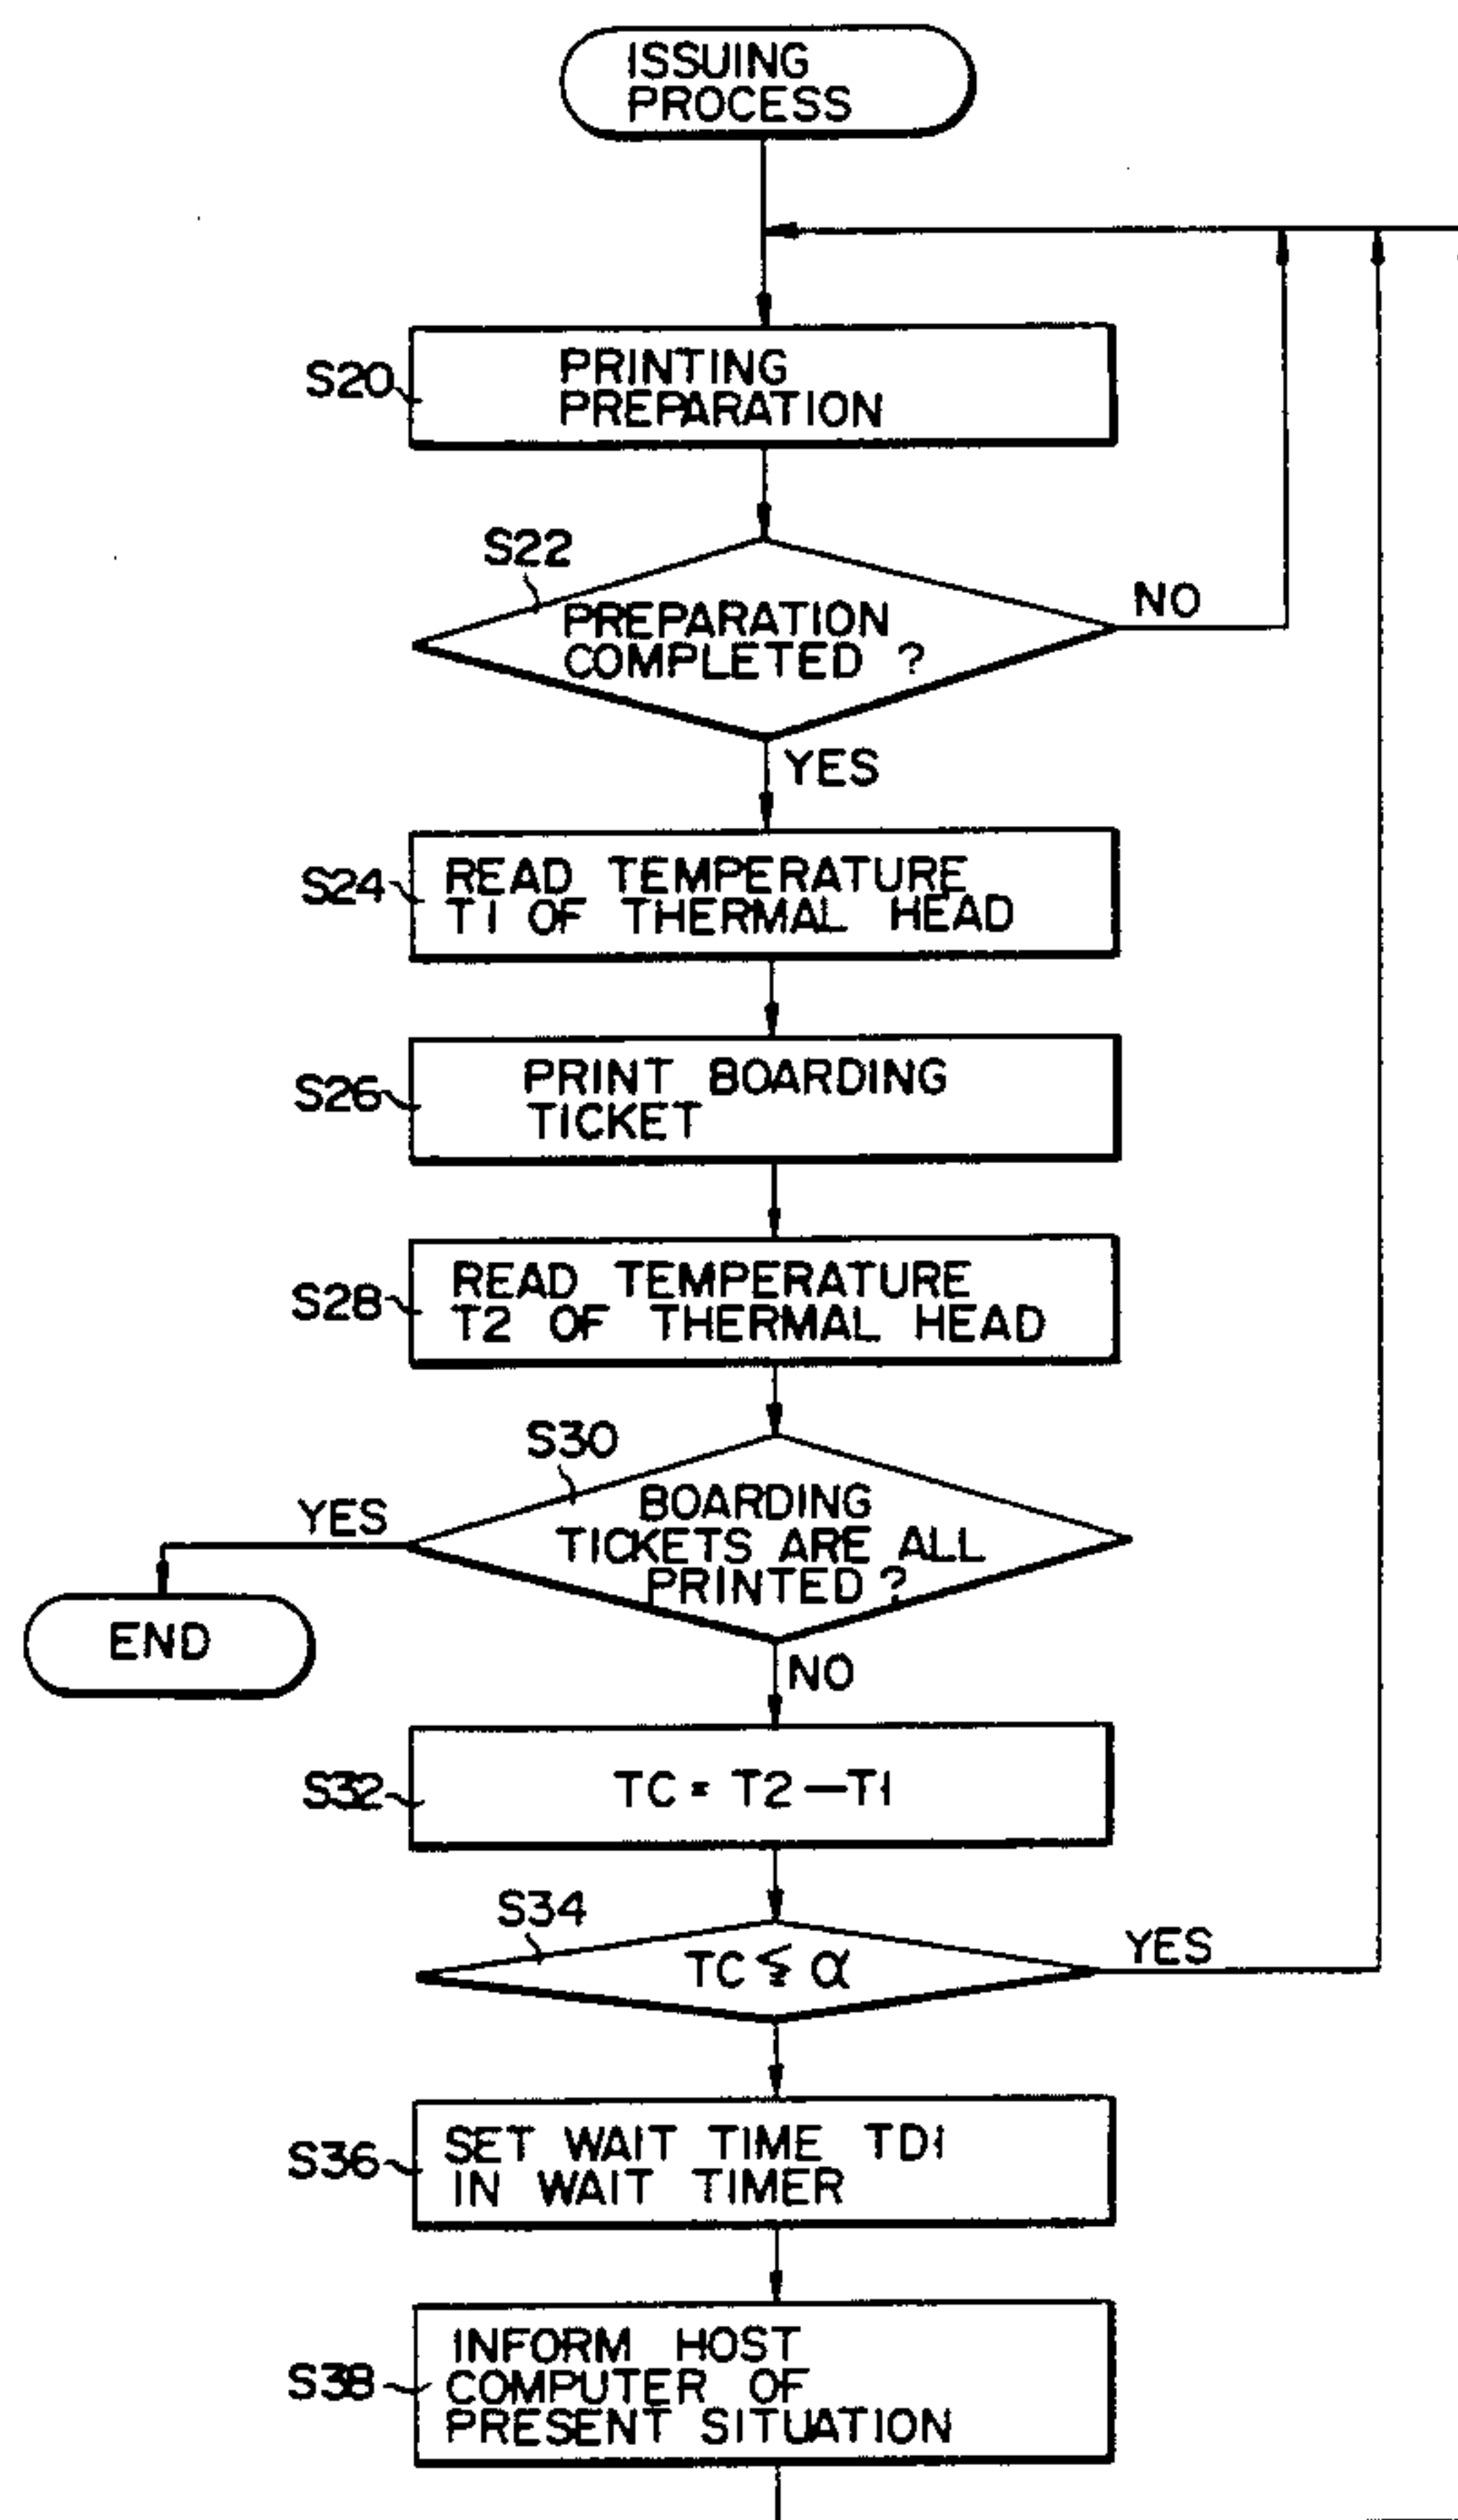 ISSUING
PROCESS
S20
PRINTING
PREPARATION
S22
PREPARATION
COMPLETED ?
NO
YES
S24
READ TEMPERATURE
T1 OF THERMAL HEAD
S26
PRINT BOARDING
TICKET
S28
READ TEMPERATURE
T2 OF THERMAL HEAD
S30
BOARDING
TICKETS ARE ALL
PRINTED ?
YES
END
NO
S32
TC = T2 — T1
S34
TC ≦ α
YES
S36
SET WAIT TIME TD1
IN WAIT TIMER
S38
INFORM HOST
COMPUTER OF
PRESENT SITUATION